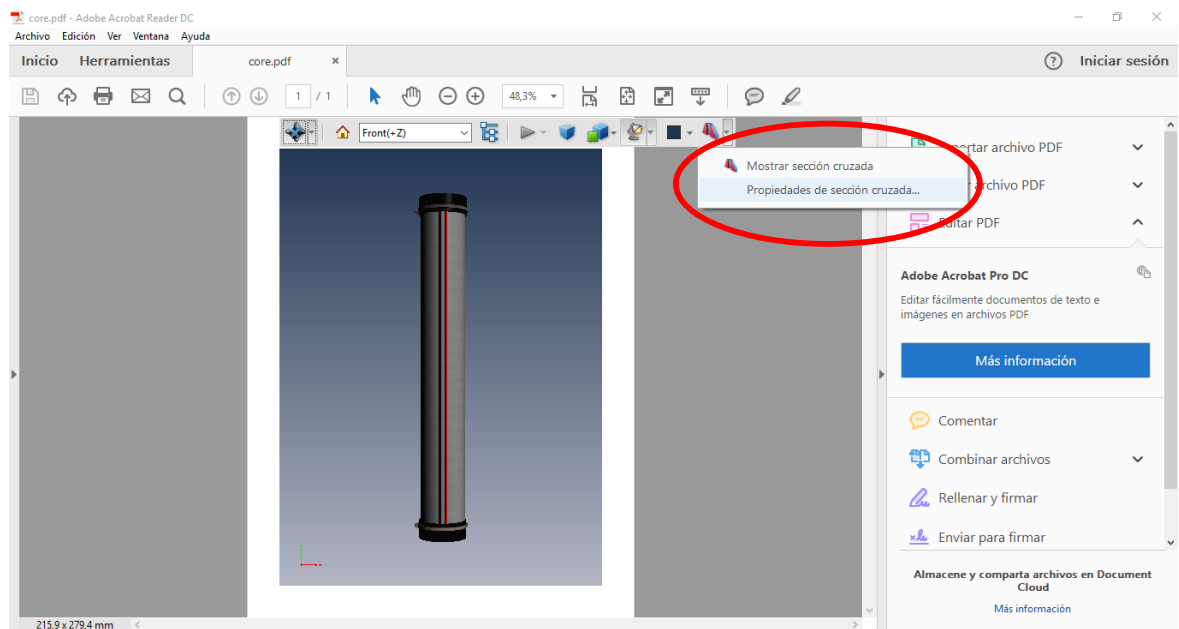 core.pdf - Adobe Acrobat Reader DC
Archivo Edición Ver Ventana Ayuda
Inicio Herramientas core.pdf × ? Iniciar sesión
1 / 1 48,3%
Front(+Z)
Mostrar sección cruzada
Propiedades de sección cruzada...
rtar archivo PDF
archivo PDF
Editar PDF
Adobe Acrobat Pro DC
Editar fácilmente documentos de texto e
imágenes en archivos PDF
Más información
Comentar
Combinar archivos
Rellenar y firmar
Enviar para firmar
Almacene y comparta archivos en Document
Cloud
Más información
215,9 x 279,4 mm